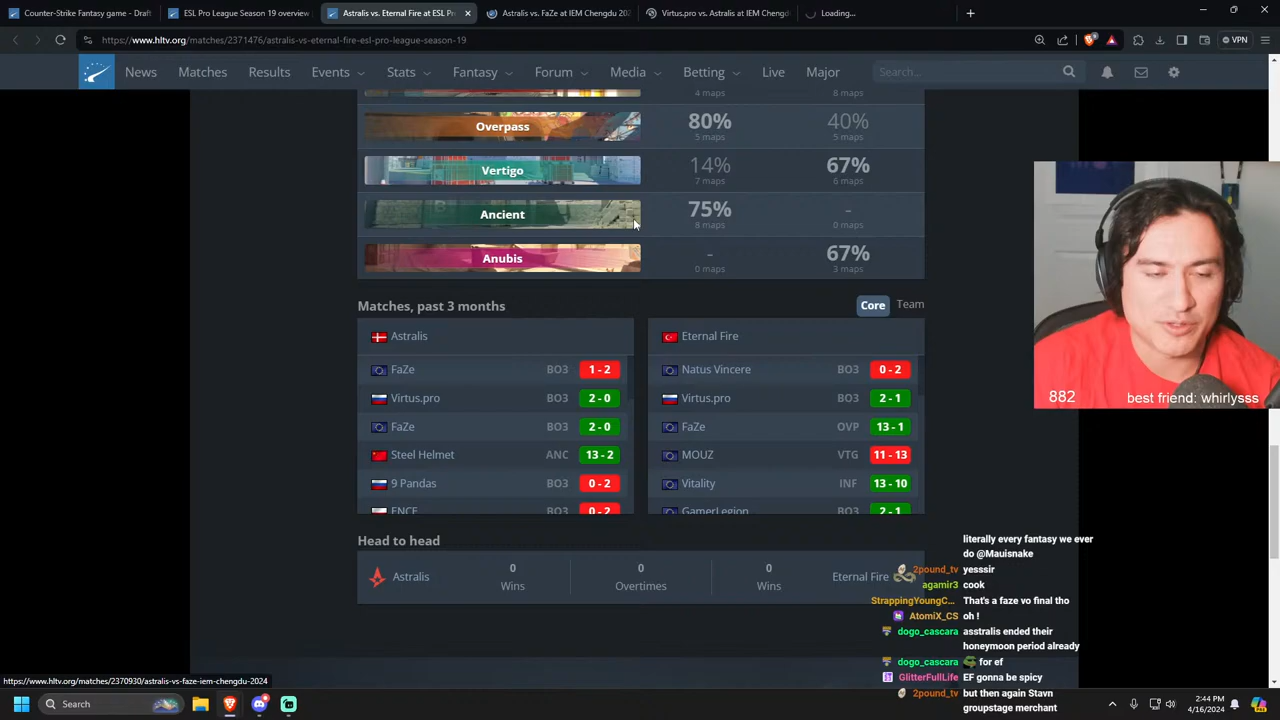 Counter-Strike Fantasy game - Draft
ESL Pro League Season 19 overview
Astralis vs. Eternal Fire at ESL Pr
Astralis vs. FaZe at IEM Chengdu 202
Virtus.pro vs. Astralis at IEM Chengd
Loading...
https://www.hltv.org/matches/2371476/astralis-vs-eternal-fire-esl-pro-league-season-19
VPN
News Matches Results Events Stats Fantasy Forum Media Betting Live Major Search...
4 maps 8 maps
Overpass 80% 40%
5 maps 5 maps
Vertigo 14% 67%
7 maps 6 maps
Ancient 75% -
8 maps 0 maps
Anubis - 67%
0 maps 3 maps
Matches, past 3 months Core Team
Astralis Eternal Fire
FaZe BO3 1 - 2 Natus Vincere BO3 0 - 2
Virtus.pro BO3 2 - 0 Virtus.pro BO3 2 - 1
FaZe BO3 2 - 0 FaZe OVP 13 - 1
Steel Helmet ANC 13 - 2 MOUZ VTG 11 - 13
9 Pandas BO3 0 - 2 Vitality INF 13 - 10
ENCE BO3 0 - 2 GamerLegion BO3 2 - 1
Head to head
Astralis 0 0 0 Eternal Fire
Wins Overtimes Wins
882 best friend: whirlysss
literally every fantasy we ever
do @Mauisnake
2pound_tv yesssir
agamir3 cook
StrappingYoungC... That's a faze vo final tho
AtomiX_CS oh !
dogo_cascara asstralis ended their
honeymoon period already
dogo_cascara for ef
GlitterFullLife EF gonna be spicy
2pound_tv but then again Stavn
groupstage merchant
https://www.hltv.org/matches/2370930/astralis-vs-faze-iem-chengdu-2024
Search
2:44 PM
4/16/2024